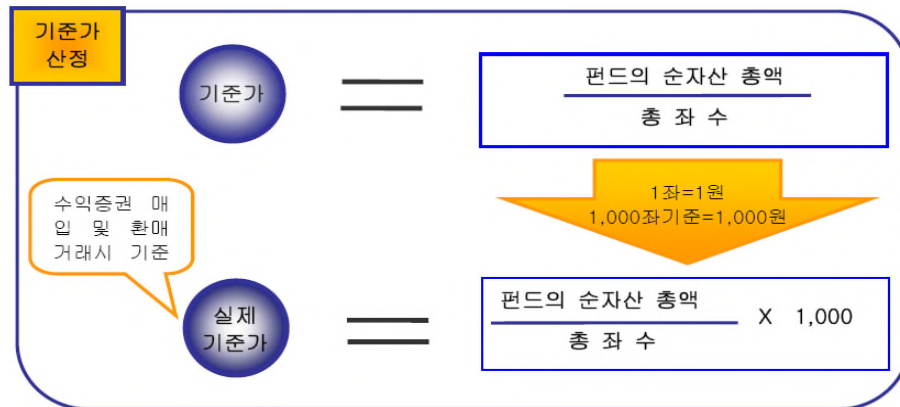 기준가
산정
기준가
펀드의 순자산 총액
총 좌 수
1좌=1원
1,000좌기준=1,000원
수익증권 매
입 및 환매
거래시 기준
실제
기준가
펀드의 순자산 총액
총 좌 수
X 1,000